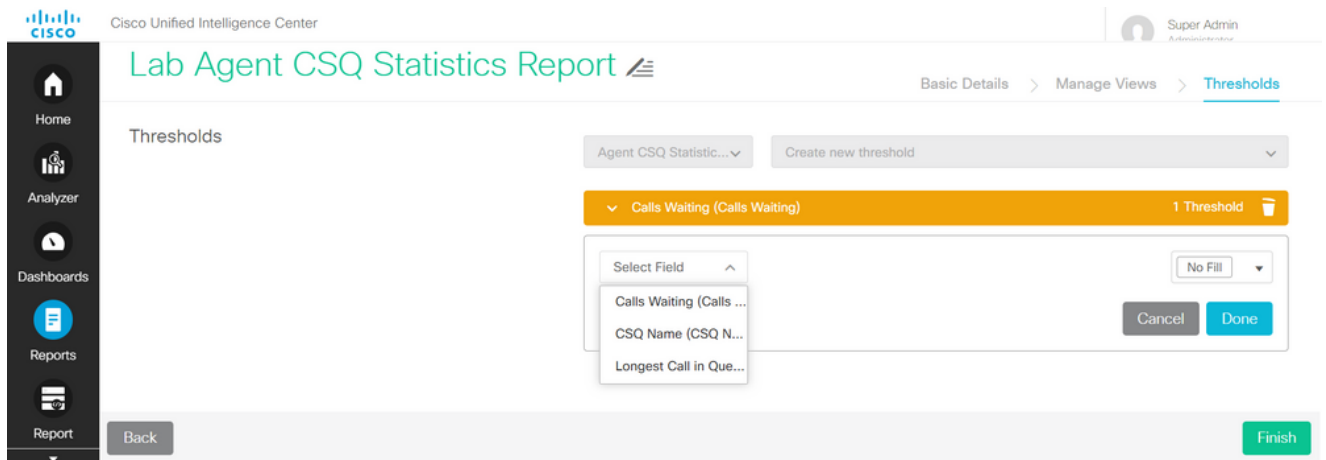 CISCO
Cisco Unified Intelligence Center
Super Admin
Administrator
Lab Agent CSQ Statistics Report
Basic Details > Manage Views > Thresholds
Home
Analyzer
Dashboards
Reports
Report
Thresholds
Agent CSQ Statistic...
Create new threshold
Calls Waiting (Calls Waiting)
1 Threshold
Select Field
No Fill
Calls Waiting (Calls ...
CSQ Name (CSQ N...
Longest Call in Que...
Cancel
Done
Back
Finish